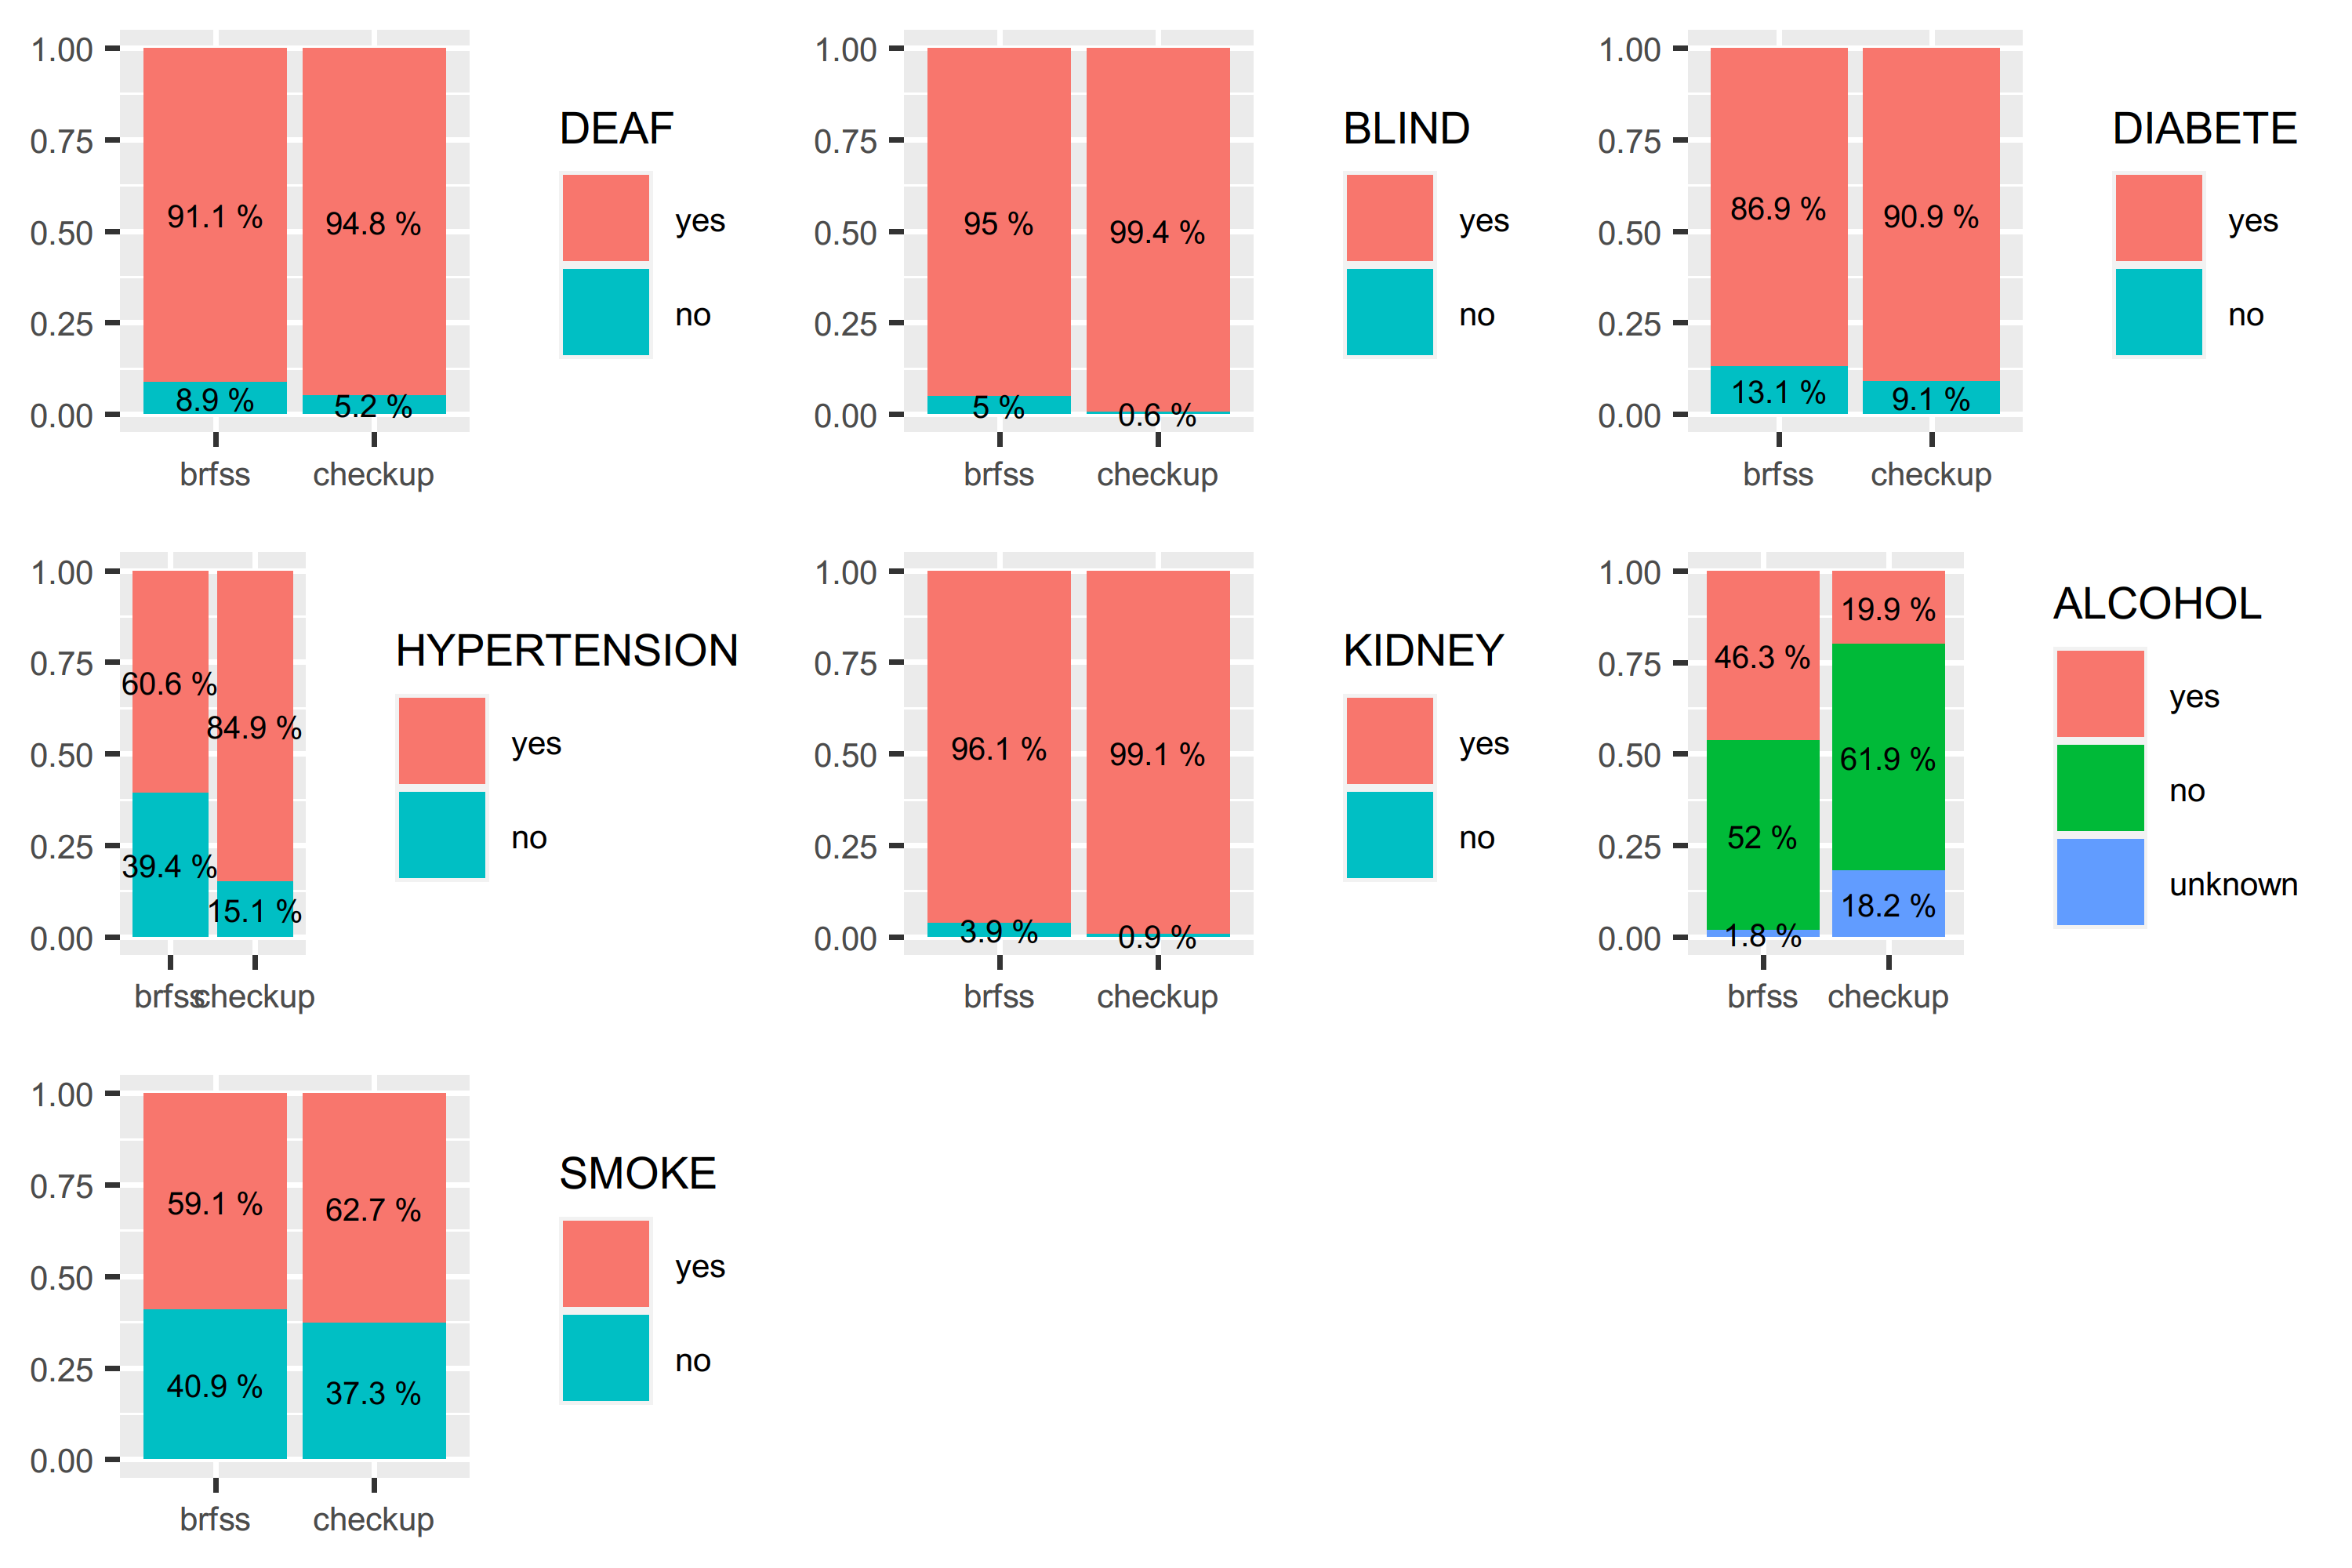 DEAF
1.00
0.75
0.50
0.25
0.00
91.1 %
94.8 %
8.9 %
5.2 %
brfss
checkup
yes
no
BLIND
1.00
0.75
0.50
0.25
0.00
95 %
99.4 %
5 %
0.6 %
brfss
checkup
yes
no
DIABETE
1.00
0.75
0.50
0.25
0.00
86.9 %
90.9 %
13.1 %
9.1 %
brfss
checkup
yes
no
HYPERTENSION
1.00
0.75
0.50
0.25
0.00
60.6 %
84.9 %
39.4 %
15.1 %
brfss
checkup
yes
no
KIDNEY
1.00
0.75
0.50
0.25
0.00
96.1 %
99.1 %
3.9 %
0.9 %
brfss
checkup
yes
no
ALCOHOL
1.00
0.75
0.50
0.25
0.00
19.9 %
46.3 %
61.9 %
52 %
18.2 %
1.8 %
brfss
checkup
yes
no
unknown
SMOKE
1.00
0.75
0.50
0.25
0.00
59.1 %
62.7 %
40.9 %
37.3 %
brfss
checkup
yes
no